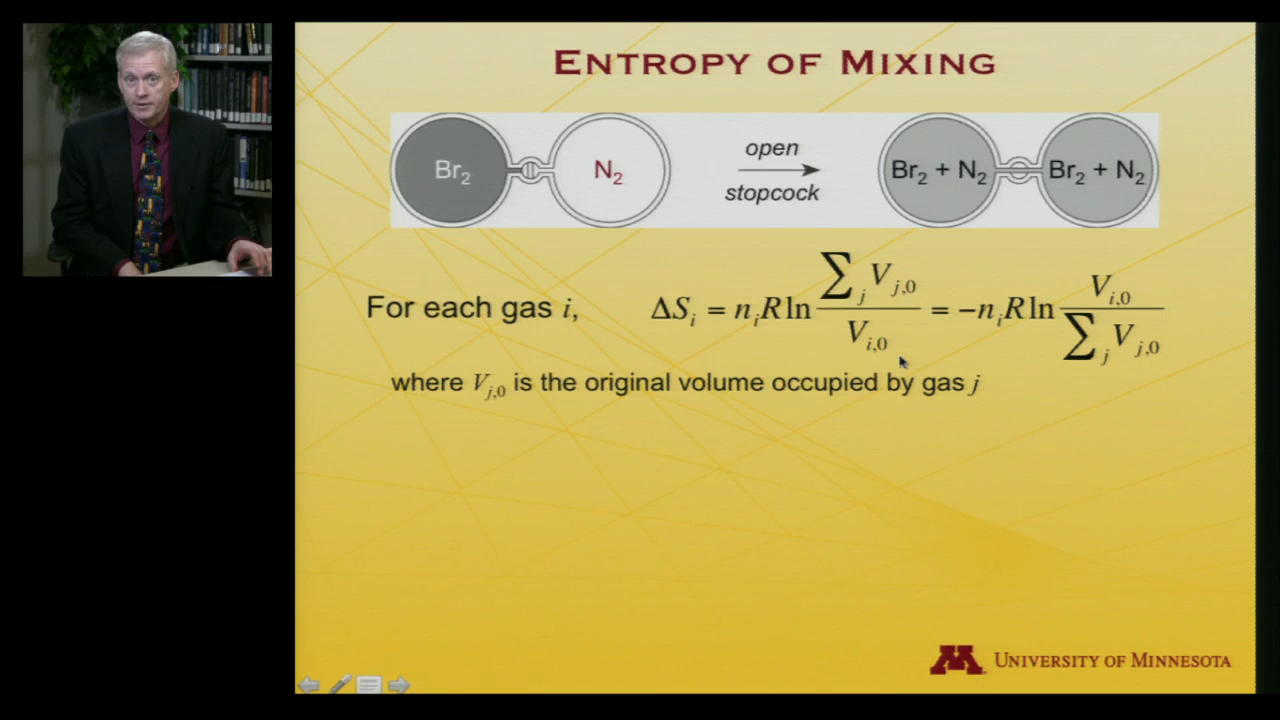 ENTROPY OF MIXING
Br₂ N₂ open Br₂ + N₂ Br₂ + N₂
stopcock
For each gas i, ΔSᵢ = nᵢR ln (∑ⱼ Vⱼ,₀ / Vᵢ,₀) = −nᵢR ln (Vᵢ,₀ / ∑ⱼ Vⱼ,₀)
where Vⱼ,₀ is the original volume occupied by gas j
M UNIVERSITY OF MINNESOTA